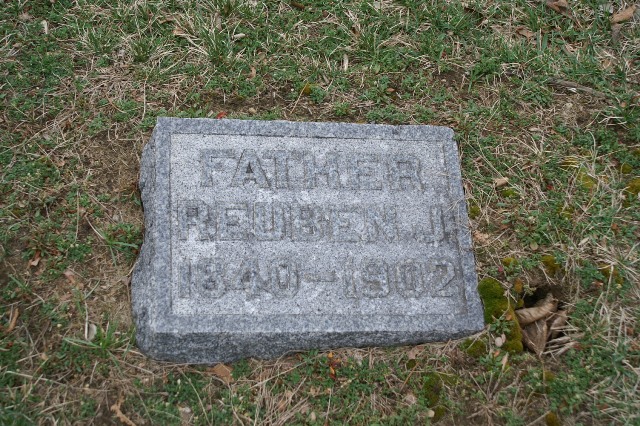 FATHER
REUBEN J.
1840-1902